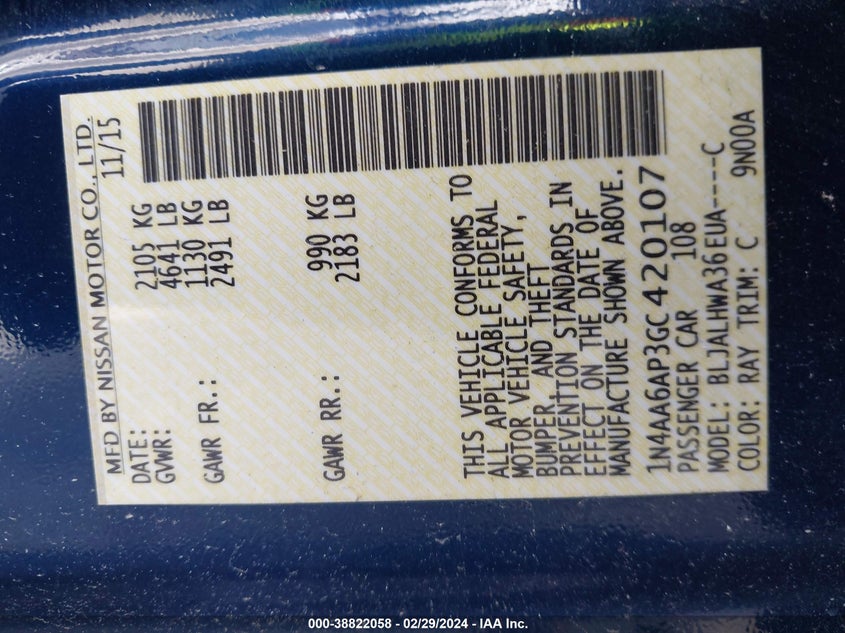 MFD BY NISSAN MOTOR CO., LTD.
DATE: 11/15
GVWR: 2105 KG
4641 LB
GAWR FR.: 1130 KG
2491 LB
GAWR RR.: 990 KG
2183 LB
THIS VEHICLE CONFORMS TO
ALL APPLICABLE FEDERAL
MOTOR VEHICLE SAFETY,
BUMPER, AND THEFT
PREVENTION STANDARDS IN
EFFECT ON THE DATE OF
MANUFACTURE SHOWN ABOVE.
1N4AA6AP3GC420107
PASSENGER CAR 108
MODEL: BLJALHWA36EUA----C
COLOR: RAY TRIM: C 9N00A
000-38822058 - 02/29/2024 - IAA Inc.